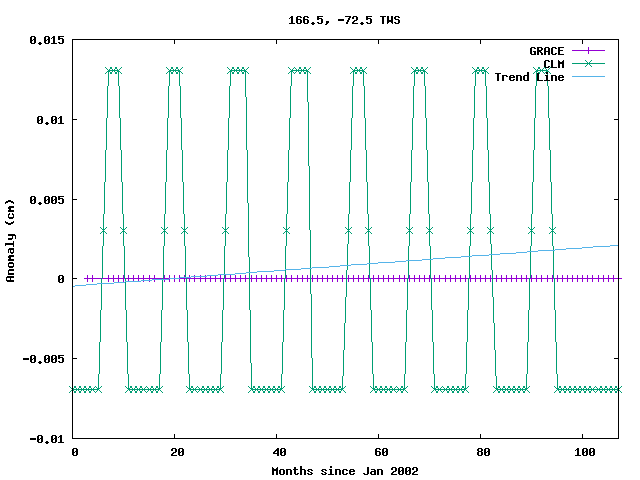 166.5, -72.5 TWS
0.015
0.01
0.005
0
-0.005
-0.01
Anomaly (cm)
GRACE
CLM
Trend Line
0 20 40 60 80 100
Months since Jan 2002